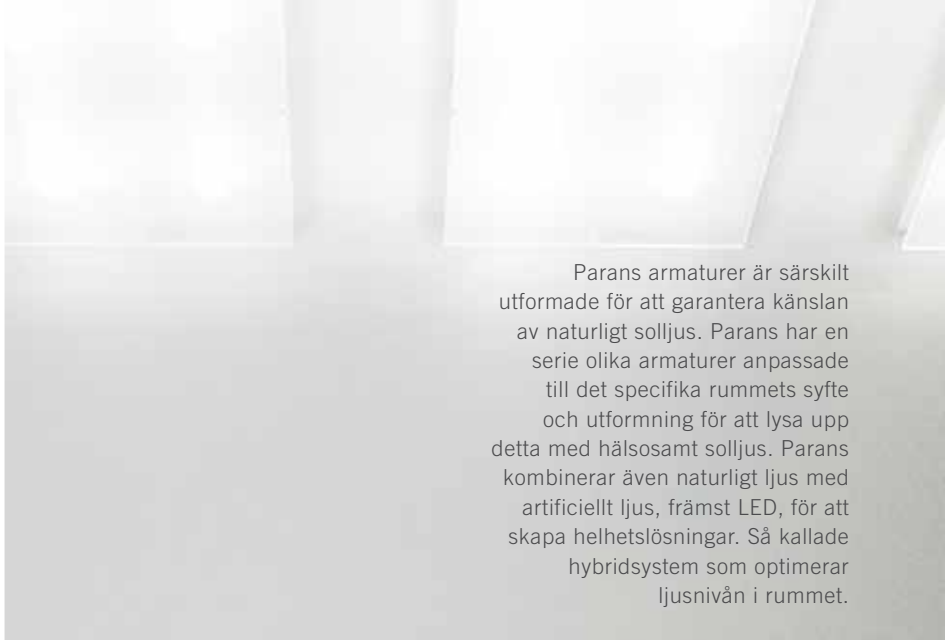 Parans armaturer är särskilt
utformade för att garantera känslan
av naturligt solljus. Parans har en
serie olika armaturer anpassade
till det specifika rummets syfte
och utformning för att lysa upp
detta med hälsosamt solljus. Parans
kombinerar även naturligt ljus med
artificiellt ljus, främst LED, för att
skapa helhetslösningar. Så kallade
hybridsystem som optimerar
ljusnivån i rummet.